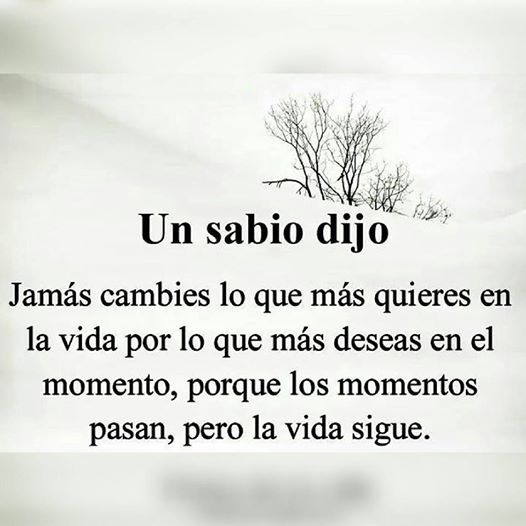 Un sabio dijo
Jamás cambies lo que más quieres en
la vida por lo que más deseas en el
momento, porque los momentos
pasan, pero la vida sigue.